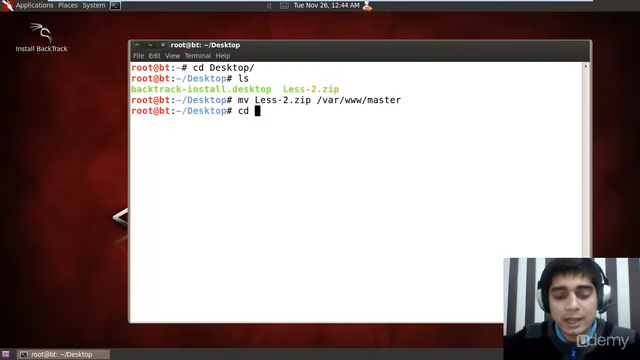 Applications Places System
Tue Nov 26, 12:44 AM
Install BackTrack
root@bt: ~/Desktop
File Edit View Terminal Help
root@bt:~# cd Desktop/
root@bt:~/Desktop# ls
backtrack-install.desktop Less-2.zip
root@bt:~/Desktop# mv Less-2.zip /var/www/master
root@bt:~/Desktop# cd
root@bt: ~/Desktop
udemy